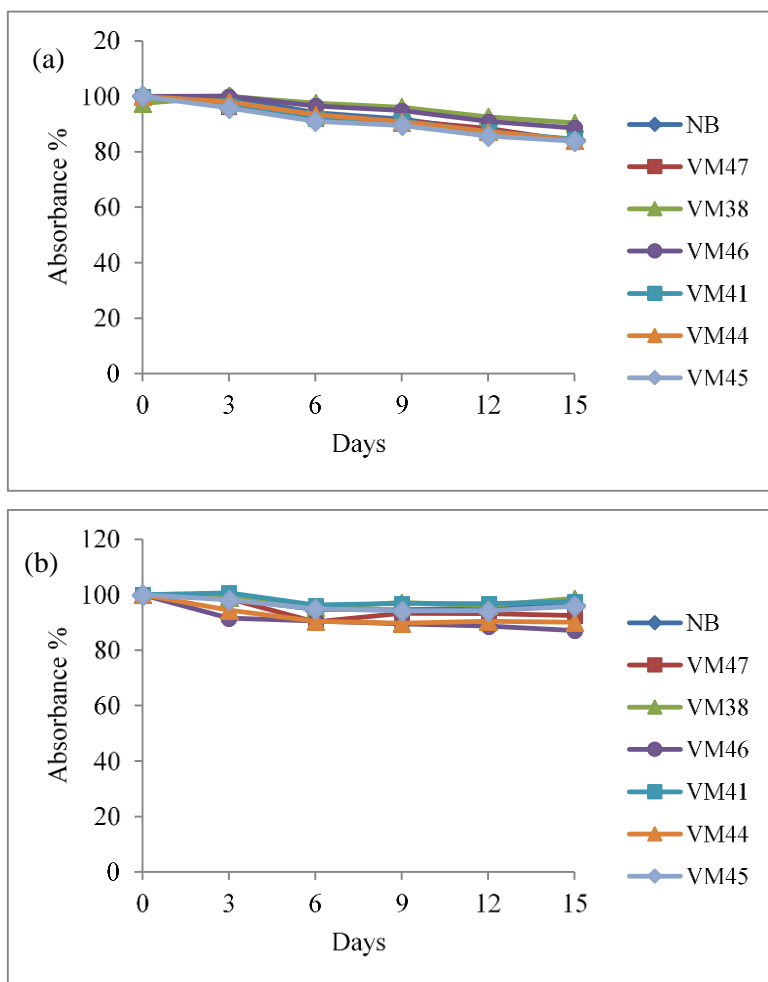 (a)
20
100
80
60
40
20
0
Absorbance %
0 3 6 9 12 15
Days
NB
VM47
VM38
VM46
VM41
VM44
VM45
(b)
120
100
80
60
40
20
0
Absorbance %
0 3 6 9 12 15
Days
NB
VM47
VM38
VM46
VM41
VM44
VM45